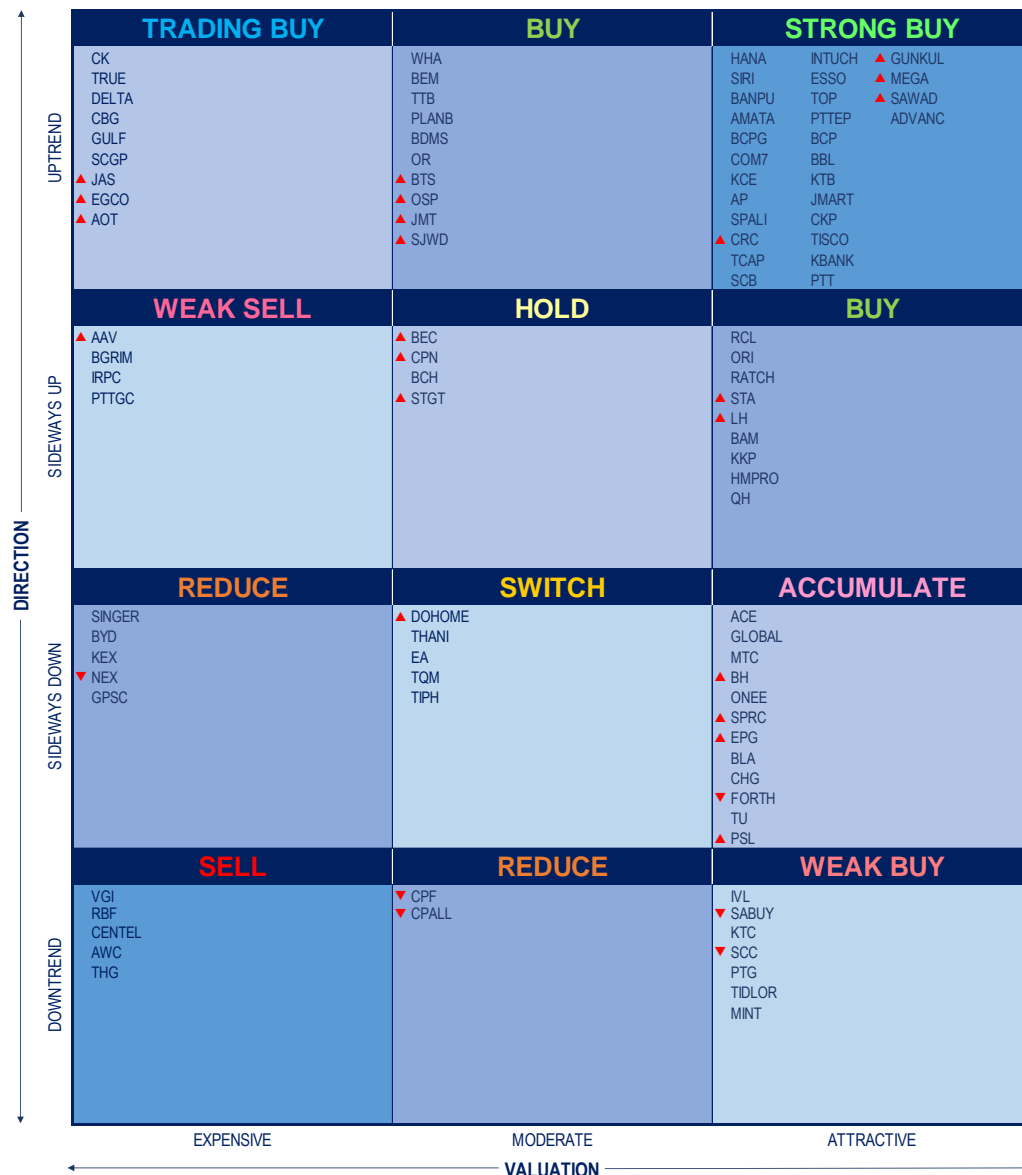 TRADING BUY
CK
TRUE
DELTA
CBG
GULF
SCGP
▲ JAS
▲ EGCO
▲ AOT
BUY
WHA
BEM
TTB
PLANB
BDMS
OR
▲ BTS
▲ OSP
▲ JMT
▲ SJWD
STRONG BUY
HANA INTUCH ▲ GUNKUL
SIRI ESSO ▲ MEGA
BANPU TOP ▲ SAWAD
AMATA PTTEP ADVANC
BCPG BCP
COM7 BBL
KCE KTB
AP JMART
SPALI CKP
▲ CRC TISCO
TCAP KBANK
SCB PTT
UPTREND
WEAK SELL
▲ AAV
BGRIM
IRPC
PTTGC
HOLD
▲ BEC
▲ CPN
BCH
▲ STGT
BUY
RCL
ORI
RATCH
▲ STA
▲ LH
BAM
KKP
HMPRO
QH
SIDEWAYS UP
DIRECTION
REDUCE
SINGER
BYD
KEX
▼ NEX
GPSC
SWITCH
▲ DOHOME
THANI
EA
TQM
TIPH
ACCUMULATE
ACE
GLOBAL
MTC
▲ BH
ONEE
▲ SPRC
▲ EPG
BLA
CHG
▼ FORTH
TU
▲ PSL
SIDEWAYS DOWN
SELL
VGI
RBF
CENTEL
AWC
THG
REDUCE
▼ CPF
▼ CPALL
WEAK BUY
IVL
▼ SABUY
KTC
▼ SCC
PTG
TIDLOR
MINT
DOWNTREND
EXPENSIVE MODERATE ATTRACTIVE
VALUATION